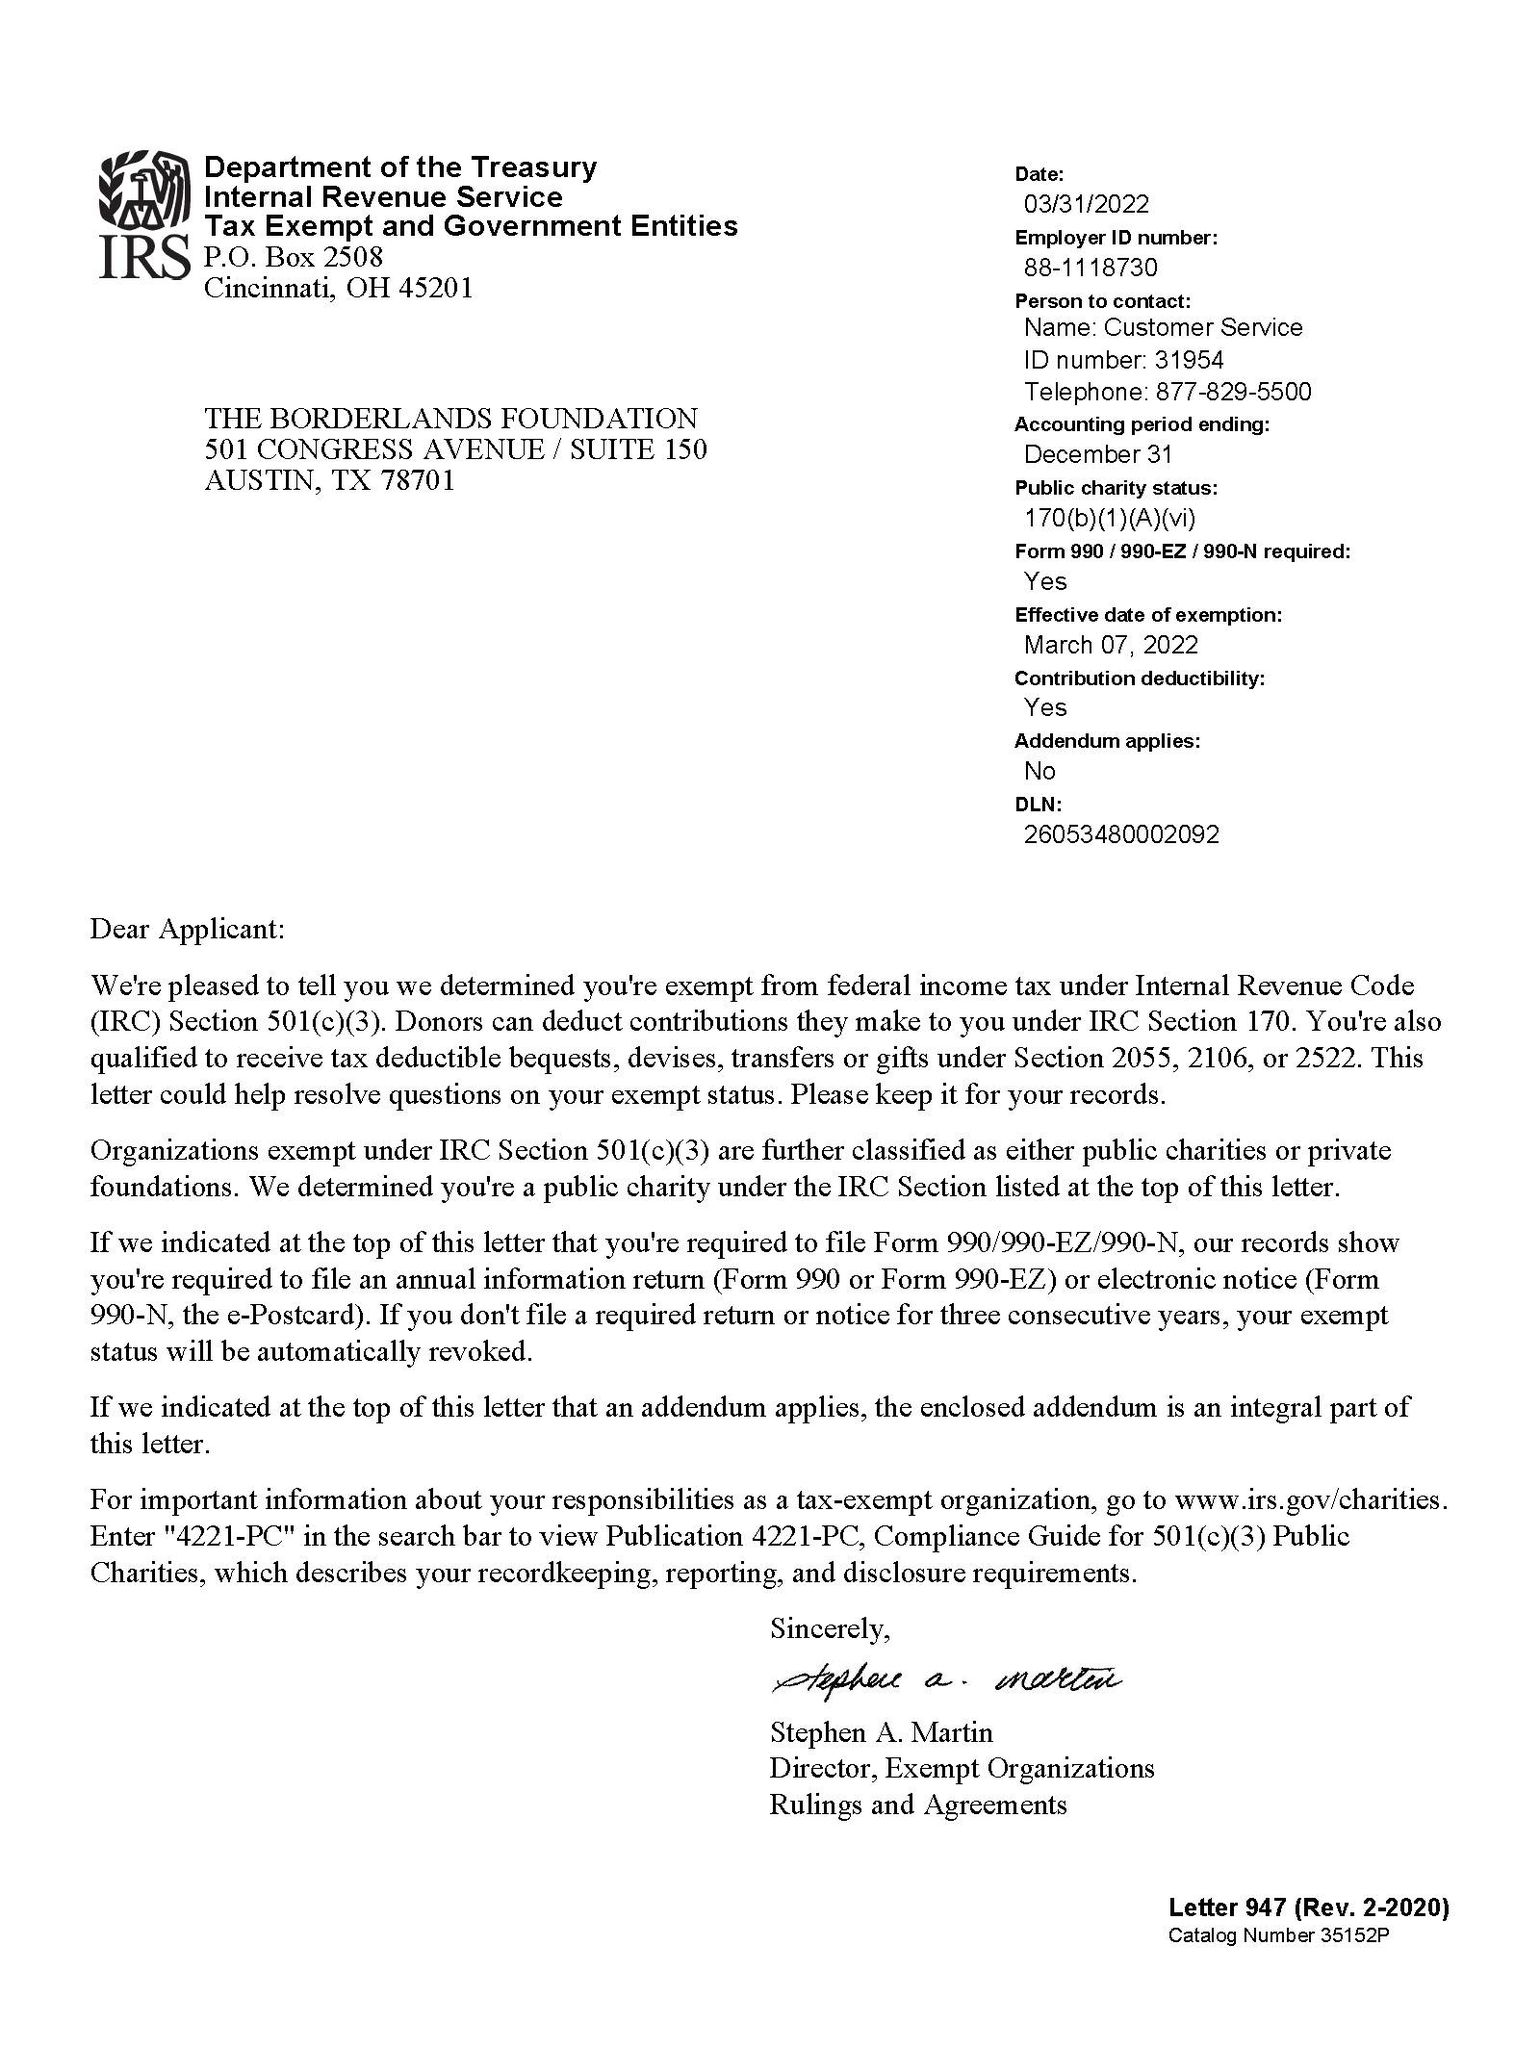 IRS
Department of the Treasury
Internal Revenue Service
Tax Exempt and Government Entities
P.O. Box 2508
Cincinnati, OH 45201
THE BORDERLANDS FOUNDATION
501 CONGRESS AVENUE / SUITE 150
AUSTIN, TX 78701
Date:
03/31/2022
Employer ID number:
88-1118730
Person to contact:
Name: Customer Service
ID number: 31954
Telephone: 877-829-5500
Accounting period ending:
December 31
Public charity status:
170(b)(1)(A)(vi)
Form 990 / 990-EZ / 990-N required:
Yes
Effective date of exemption:
March 07, 2022
Contribution deductibility:
Yes
Addendum applies:
No
DLN:
26053480002092
Dear Applicant:
We're pleased to tell you we determined you're exempt from federal income tax under Internal Revenue Code
(IRC) Section 501(c)(3). Donors can deduct contributions they make to you under IRC Section 170. You're also
qualified to receive tax deductible bequests, devises, transfers or gifts under Section 2055, 2106, or 2522. This
letter could help resolve questions on your exempt status. Please keep it for your records.
Organizations exempt under IRC Section 501(c)(3) are further classified as either public charities or private
foundations. We determined you're a public charity under the IRC Section listed at the top of this letter.
If we indicated at the top of this letter that you're required to file Form 990/990-EZ/990-N, our records show
you're required to file an annual information return (Form 990 or Form 990-EZ) or electronic notice (Form
990-N, the e-Postcard). If you don't file a required return or notice for three consecutive years, your exempt
status will be automatically revoked.
If we indicated at the top of this letter that an addendum applies, the enclosed addendum is an integral part of
this letter.
For important information about your responsibilities as a tax-exempt organization, go to www.irs.gov/charities.
Enter "4221-PC" in the search bar to view Publication 4221-PC, Compliance Guide for 501(c)(3) Public
Charities, which describes your recordkeeping, reporting, and disclosure requirements.
Sincerely,
Stephen A. Martin
Stephen A. Martin
Director, Exempt Organizations
Rulings and Agreements
Letter 947 (Rev. 2-2020)
Catalog Number 35152P